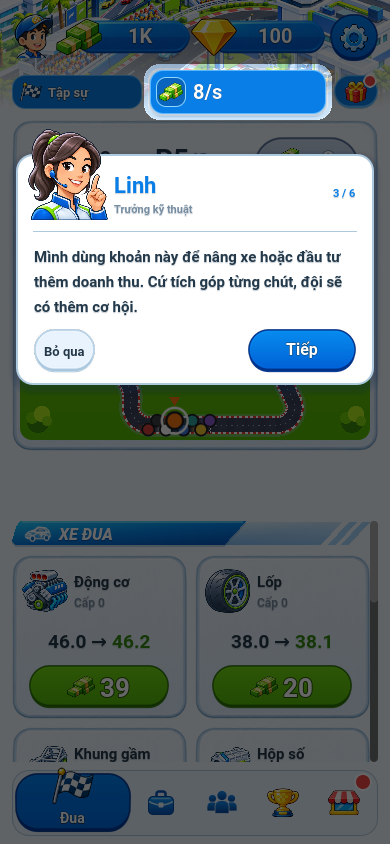 1K
100
Tập sự
8/s
Linh
Trưởng kỹ thuật
3 / 6
Mình dùng khoản này để nâng xe hoặc đầu tư
thêm doanh thu. Cứ tích góp từng chút, đội sẽ
có thêm cơ hội.
Bỏ qua
Tiếp
XE ĐUA
Động cơ
Cấp 0
46.0 → 46.2
39
Lốp
Cấp 0
38.0 → 38.1
20
Khung gầm
Hộp số
Đua